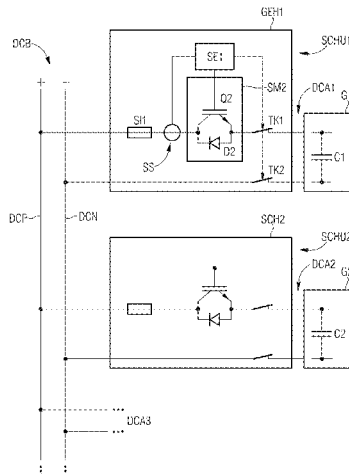 GEH1
DCB
SCHU1
SE1
SM2
+
–
Q2
DCA1
G
SI1
TK1
D2
C1
SS
TK2
DCP
DCN
SCH2
SCHU2
DCA2
G
C2
DCA3